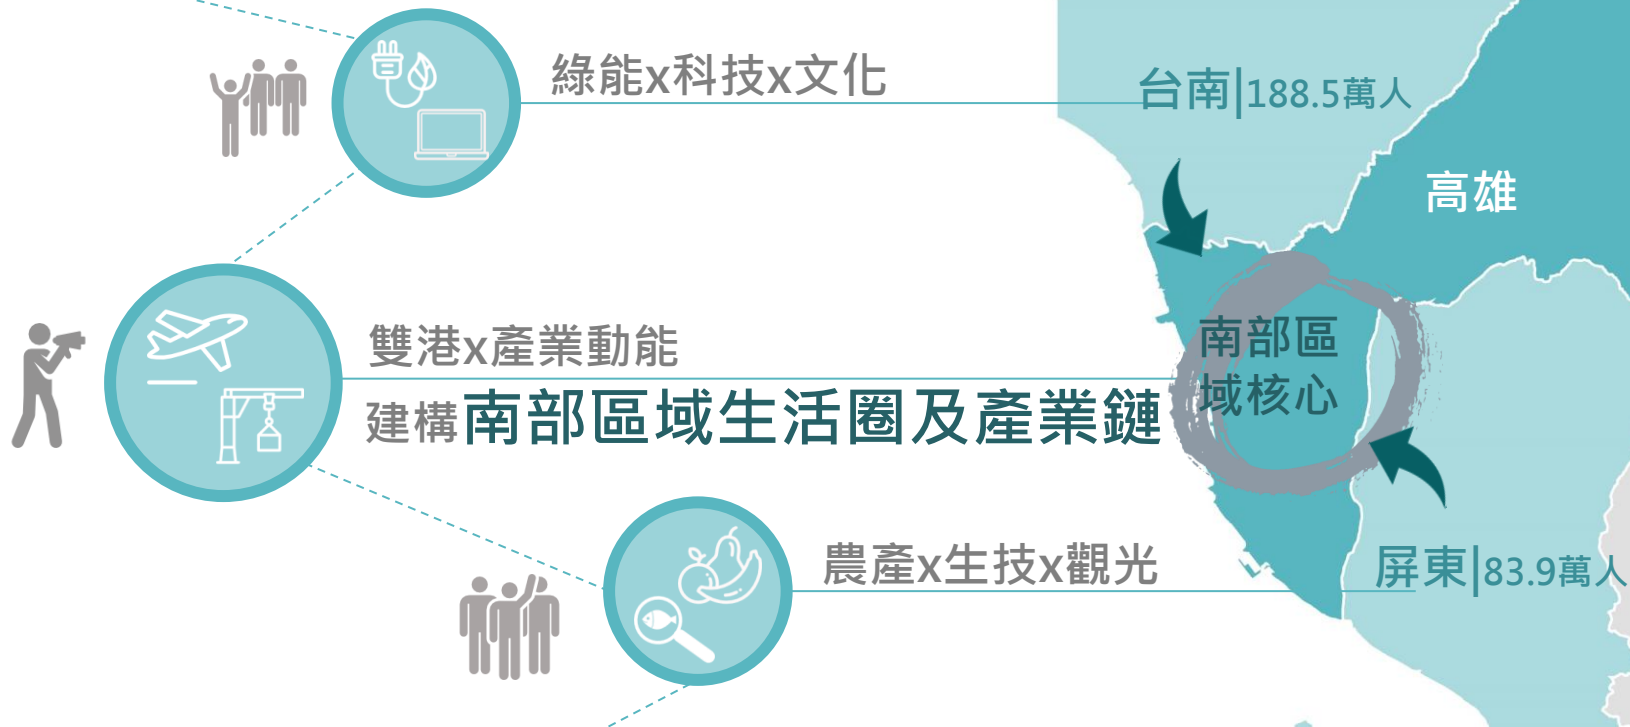 綠能x科技x文化
台南|188.5萬人
高雄
雙港x產業動能
建構南部區域生活圈及產業鏈
南部區
域核心
農產x生技x觀光
屏東|83.9萬人